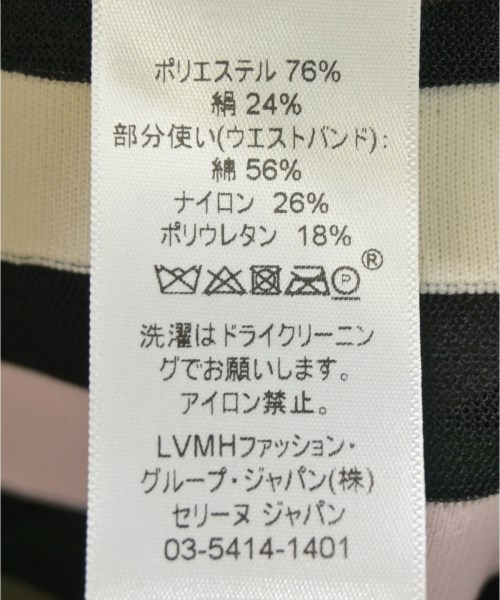 ポリエステル 76%
絹 24%
部分使い(ウエストバンド):
綿 56%
ナイロン 26%
ポリウレタン 18%
P ®
洗濯はドライクリーニン
グでお願いします。
アイロン禁止。
LVMHファッション・
グループ・ジャパン(株)
セリーヌ ジャパン
03-5414-1401